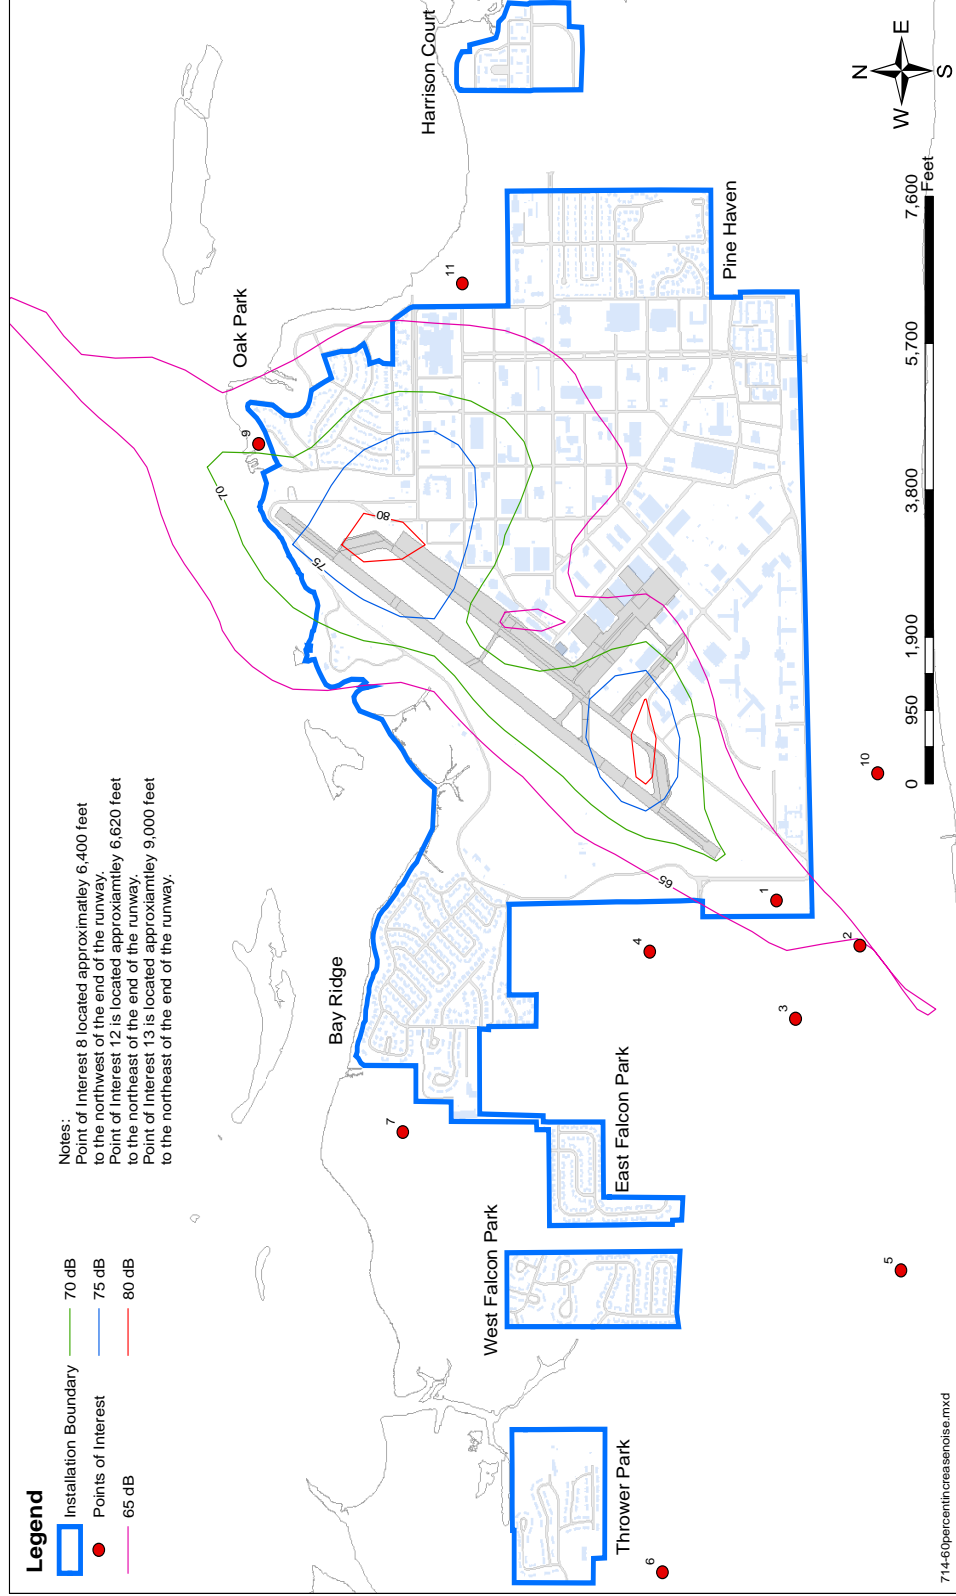 Legend
Installation Boundary
Points of Interest
65 dB
70 dB
75 dB
80 dB
Notes:
Point of Interest 8 located approximatley 6,400 feet
to the northwest of the end of the runway.
Point of Interest 12 is located approxiamtley 6,620 feet
to the northeast of the end of the runway.
Point of Interest 13 is located approxiamtley 9,000 feet
to the northeast of the end of the runway.
Harrison Court
Oak Park
Pine Haven
Bay Ridge
East Falcon Park
West Falcon Park
Thrower Park
1
2
3
4
5
6
7
9
10
11
65
70
75
80
N
E
S
W
0
950
1,900
3,800
5,700
7,600
Feet
714-60percentincreasenoise.mxd